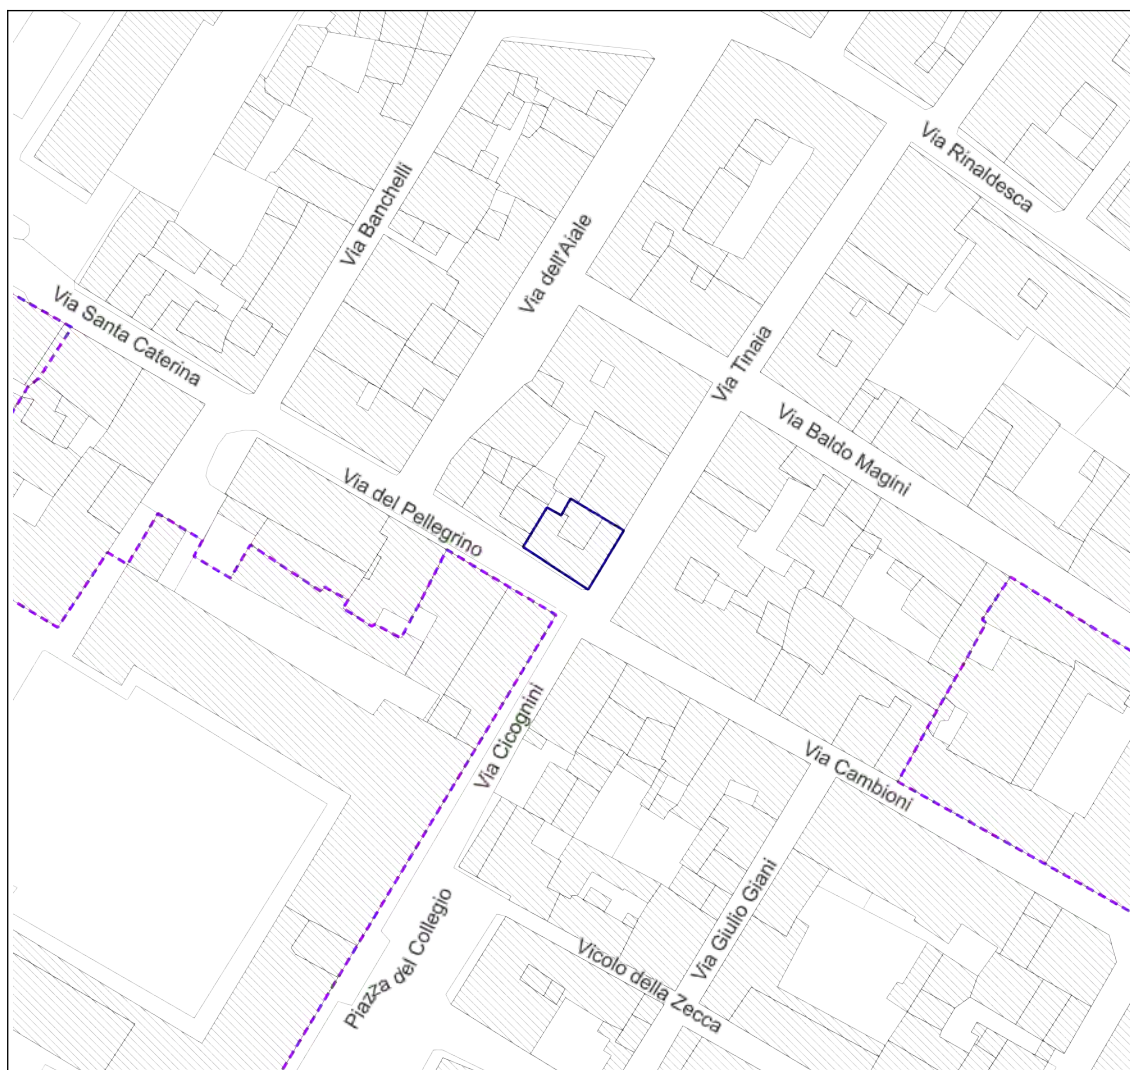 Via Rinaldesca
Via Banchelli
Via dell'Aiale
Via Santa Caterina
Via Tinaia
Via Baldo Magini
Via del Pellegrino
Via Cicognini
Via Cambioni
Via Giulio Giani
Piazza del Collegio
Vicolo della Zecca